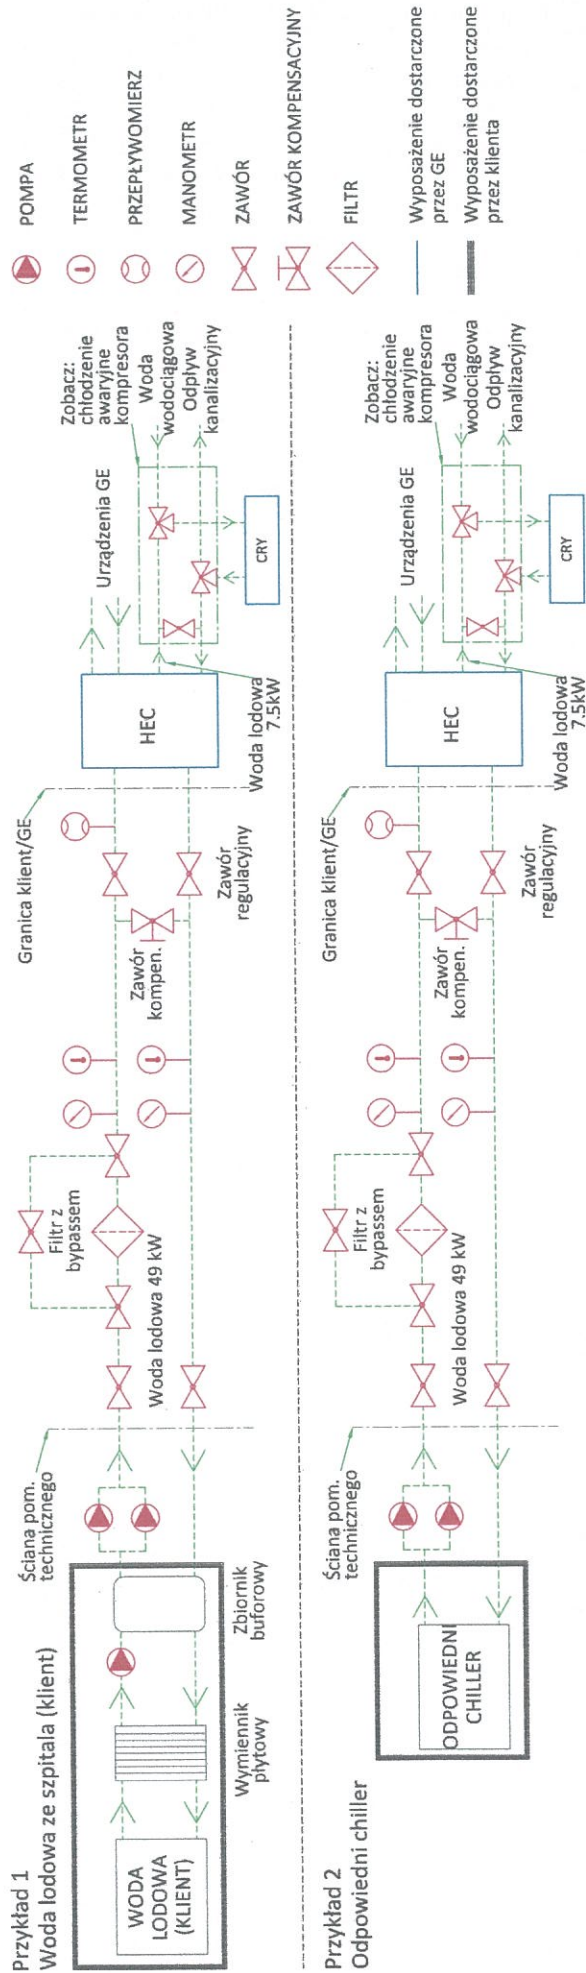 Przykład 1
Woda lodowa ze szpitala (klient)
WODA
LODOWA
(KLIENT)
Wymiennik
płytowy
Zbiornik
buforowy
Ściana pom.
technicznego
Woda lodowa 49 kW
Filtr z
bypassem
Zawór
kompen.
Zawór
regulacyjny
Granica klient/GE
HEC
Woda lodowa
7.5kW
Urządzenia GE
CRY
Zobacz:
chłodzenie
awaryjne
kompresora
Woda
wodociągowa
Odpływ
kanalizacyjny
Przykład 2
Odpowiedni chiller
ODPOWIEDNI
CHILLER
Ściana pom.
technicznego
Woda lodowa 49 kW
Filtr z
bypassem
Zawór
kompen.
Zawór
regulacyjny
Granica klient/GE
HEC
Woda lodowa
7.5kW
Urządzenia GE
CRY
Zobacz:
chłodzenie
awaryjne
kompresora
Woda
wodociągowa
Odpływ
kanalizacyjny
POMPA
TERMOMETR
PRZEPŁYWOMIERZ
MANOMETR
ZAWÓR
ZAWÓR KOMPENSACYJNY
FILTR
Wyposażenie dostarczone
przez GE
Wyposażenie dostarczone
przez klienta